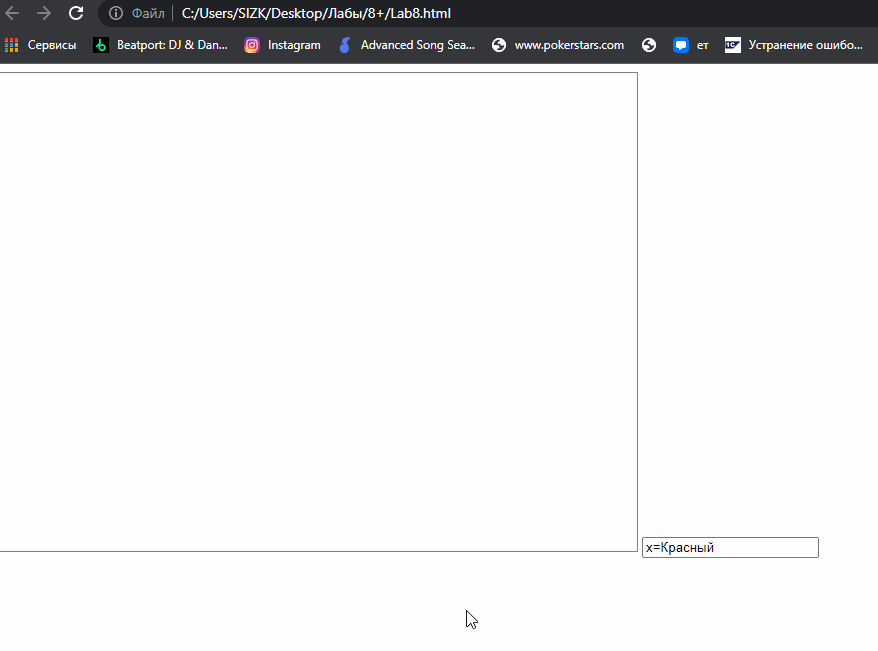 Файл C:/Users/SIZK/Desktop/Лабы/8+/Lab8.html
Сервисы Beatport: DJ & Dan... Instagram Advanced Song Sea... www.pokerstars.com ет Устранение ошибо...
x=Красный